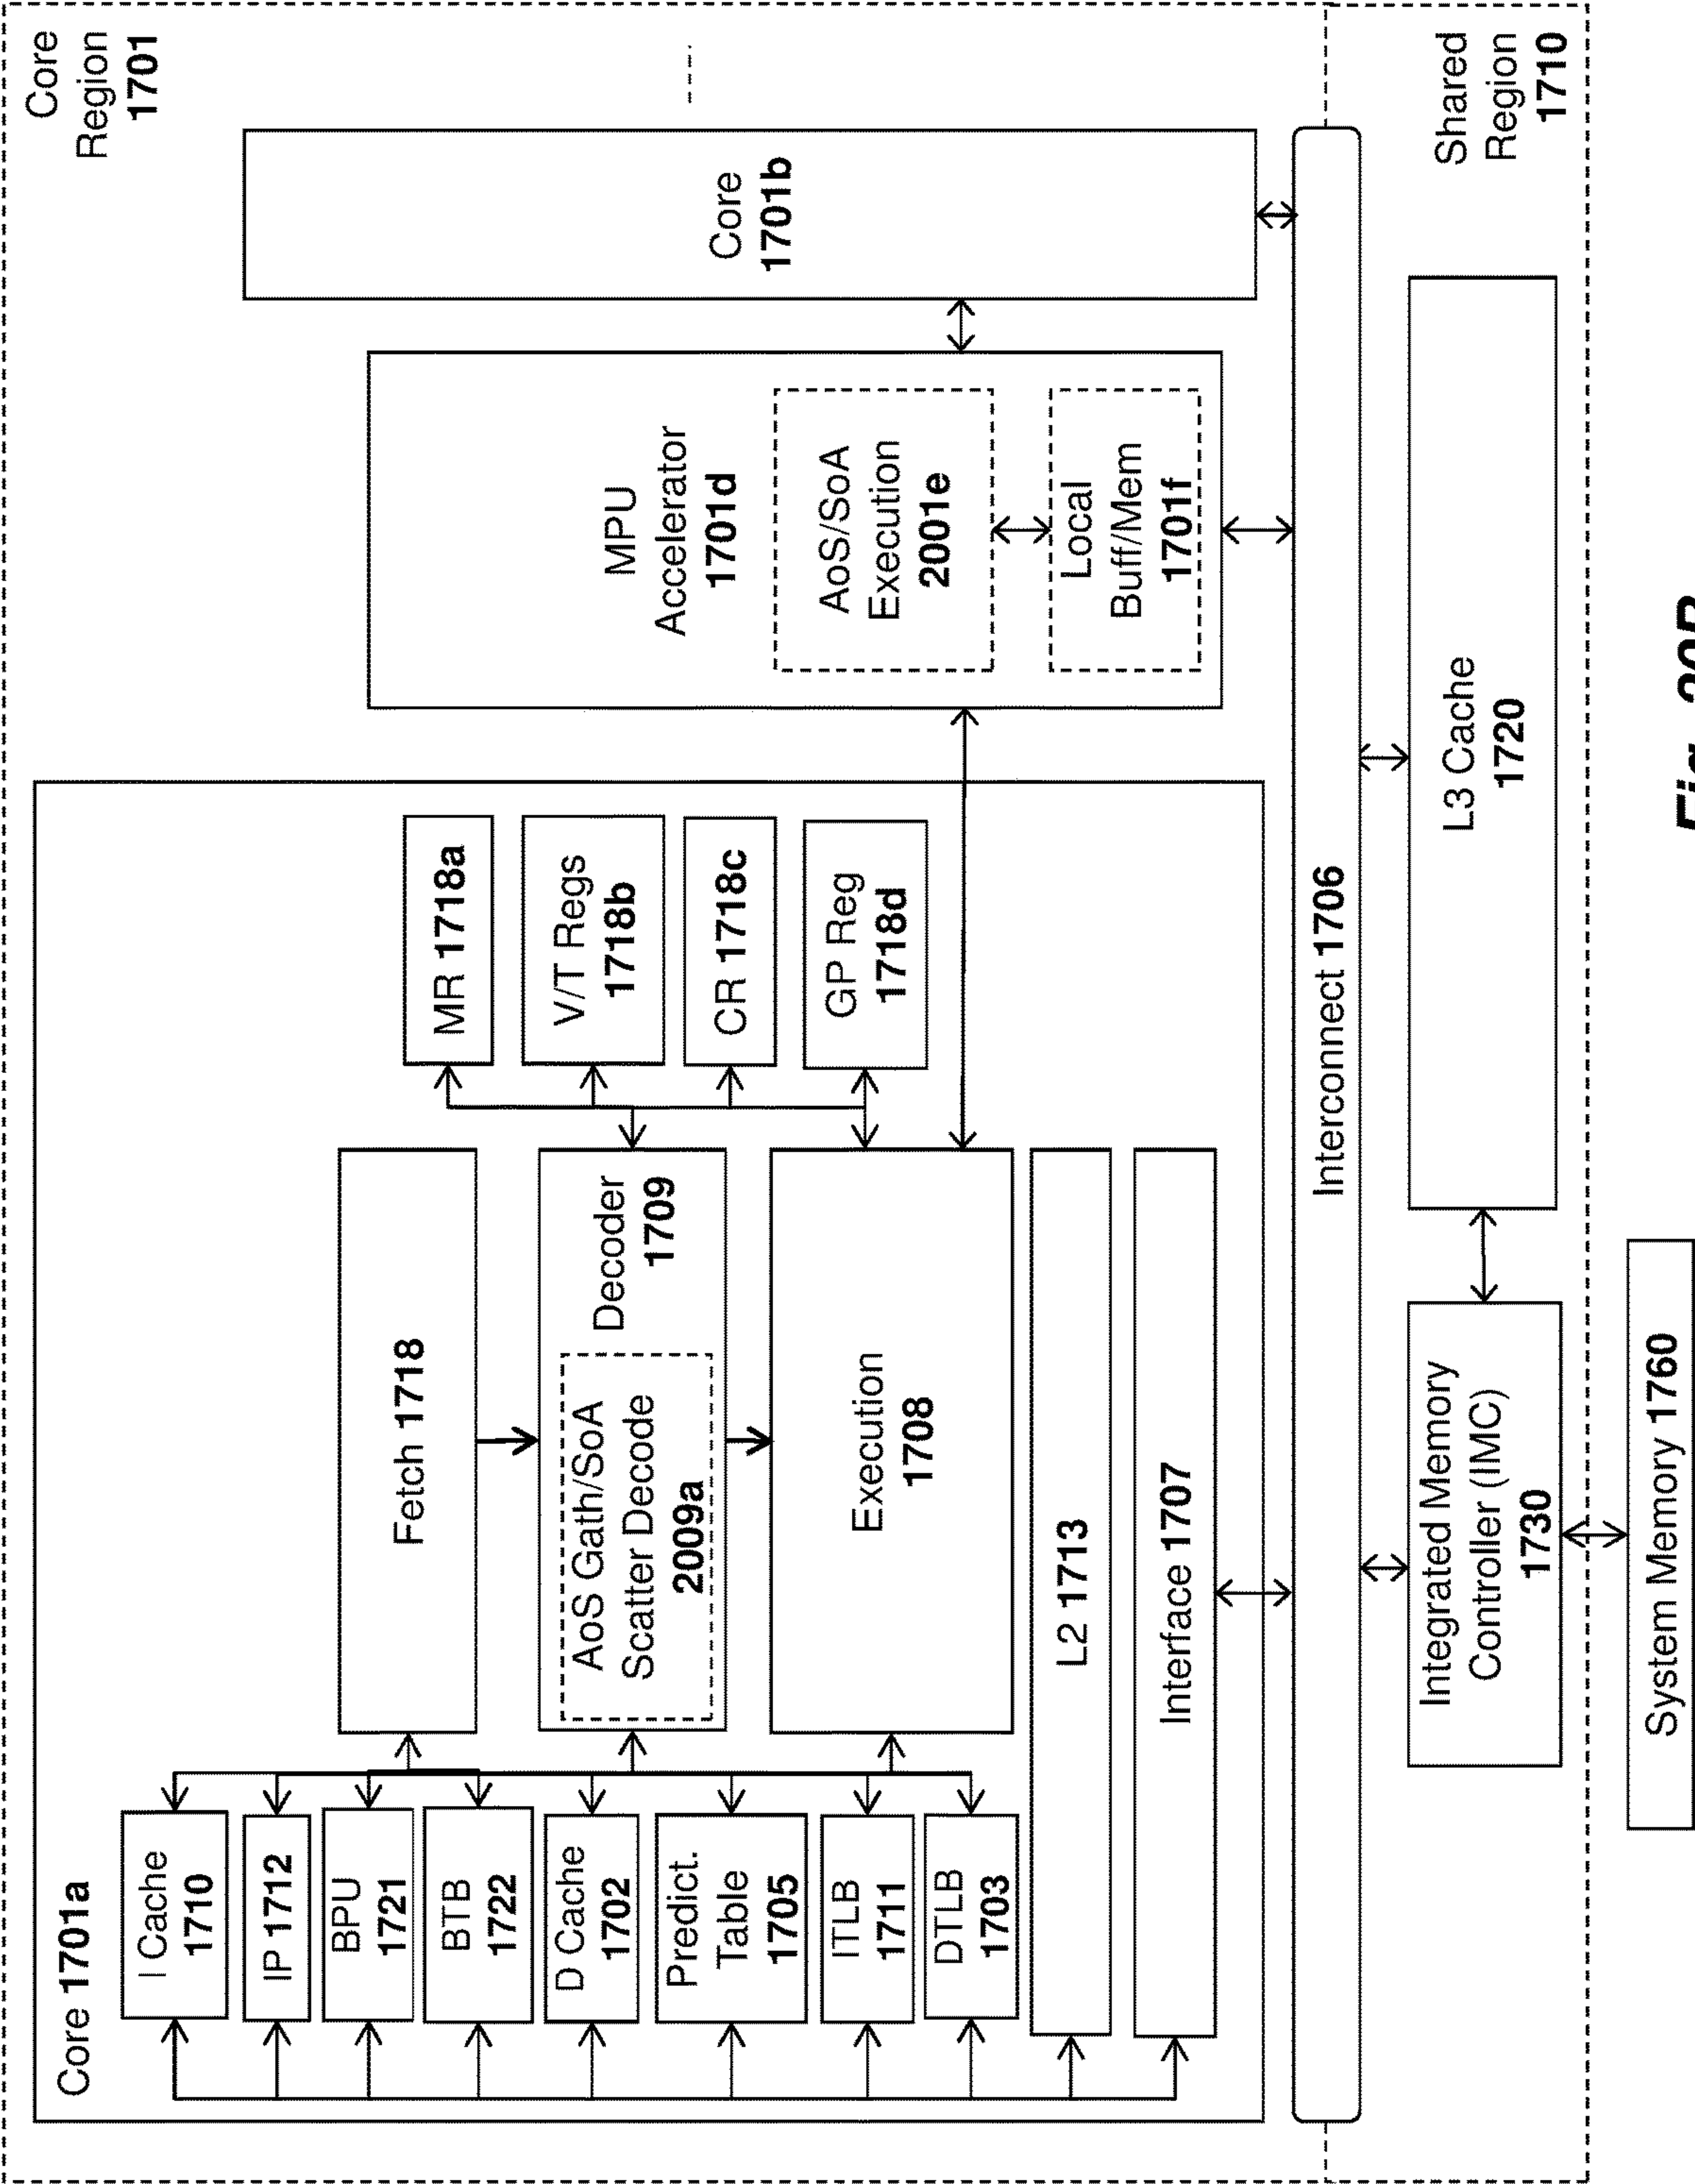 Core
Region
1701
Core 1701a
I Cache
1710
IP 1712
BPU
1721
BTB
1722
D Cache
1702
Predict.
Table
1705
ITLB
1711
DTLB
1703
Fetch 1718
Decoder
1709
AoS Gath/SoA
Scatter Decode
2009a
Execution
1708
MR 1718a
V/T Regs
1718b
CR 1718c
GP Reg
1718d
L2 1713
Interface 1707
MPU
Accelerator
1701d
AoS/SoA
Execution
2001e
Local
Buff/Mem
1701f
Core
1701b
Interconnect 1706
Shared
Region
1710
Integrated Memory
Controller (IMC)
1730
L3 Cache
1720
System Memory 1760